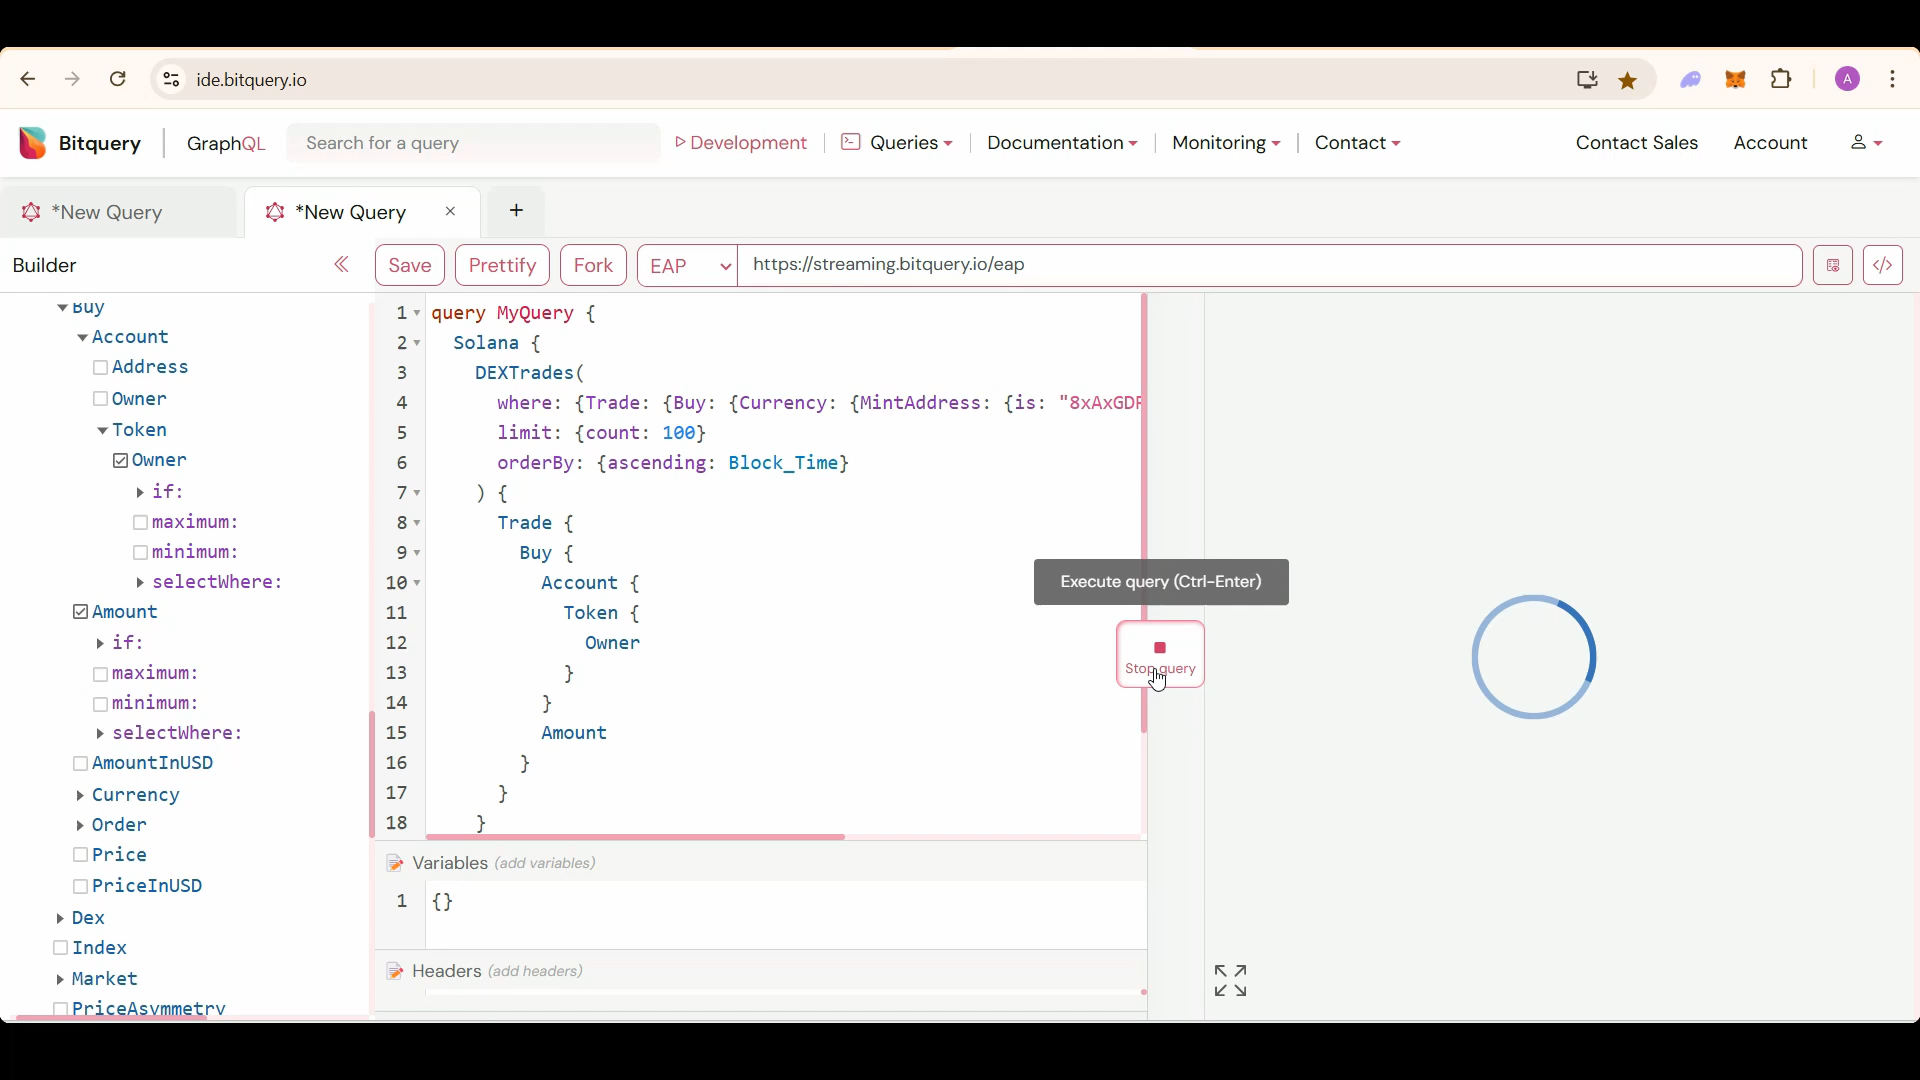 ide.bitquery.io
A
Bitquery
GraphQL
Search for a query
Development
Queries
Documentation
Monitoring
Contact
Contact Sales
Account
*New Query
*New Query
×
+
Builder
Save
Prettify
Fork
EAP
https://streaming.bitquery.io/eap
Buy
Account
Address
Owner
Token
Owner
if:
maximum:
minimum:
selectWhere:
Amount
if:
maximum:
minimum:
selectWhere:
AmountInUSD
Currency
Order
Price
PriceInUSD
Dex
Index
Market
PriceAsymmetry
1 query MyQuery {
2 Solana {
3 DEXTrades(
4 where: {Trade: {Buy: {Currency: {MintAddress: {is: "8xAxGDF
5 limit: {count: 100}
6 orderBy: {ascending: Block_Time}
7 ) {
8 Trade {
9 Buy {
10 Account {
11 Token {
12 Owner
13 }
14 }
15 Amount
16 }
17 }
18 }
Execute query (Ctrl-Enter)
Stop query
Variables (add variables)
1 {}
Headers (add headers)